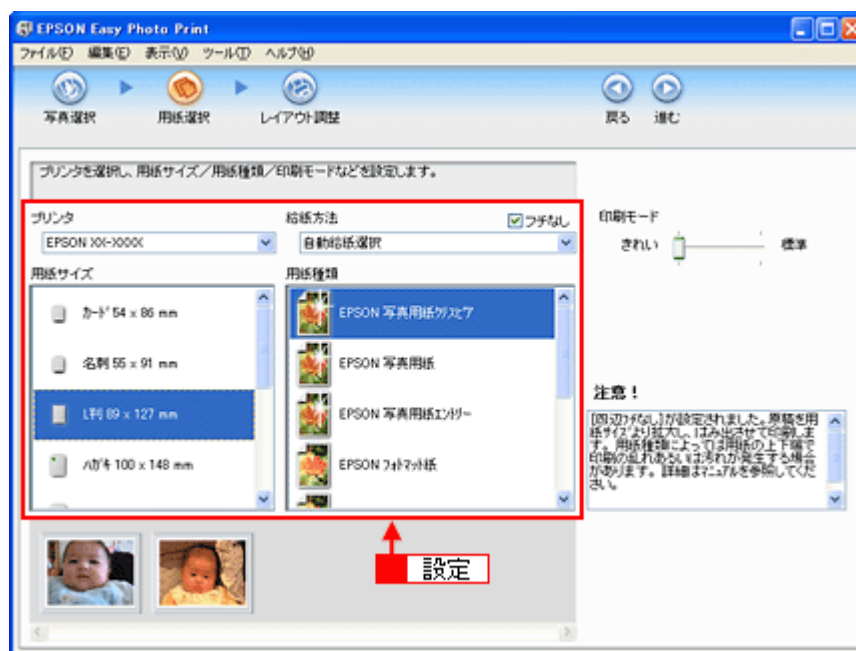 EPSON Easy Photo Print
ファイル(F) 編集(E) 表示(V) ツール(T) ヘルプ(H)
写真選択 用紙選択 レイアウト調整 戻る 進む
プリンタを選択し、用紙サイズ／用紙種類／印刷モードなどを設定します。
プリンタ 給紙方法 フチなし 印刷モード
EPSON XX-XXXX 自動給紙選択 きれい 標準
用紙サイズ 用紙種類
カード 54 x 86 mm EPSON 写真用紙クリスピア
名刺 55 x 91 mm EPSON 写真用紙
L判 89 x 127 mm EPSON 写真用紙エントリー
ハガキ 100 x 148 mm EPSON フォトマット紙
注意！
[四辺フチなし]が設定されました。原稿を用
紙サイズより拡大し、はみ出させて印刷しま
す。用紙種類によっては用紙の上下端で
印刷の乱れあるいは汚れが発生する場合
があります。詳細はマニュアルを参照してくだ
さい。
設定